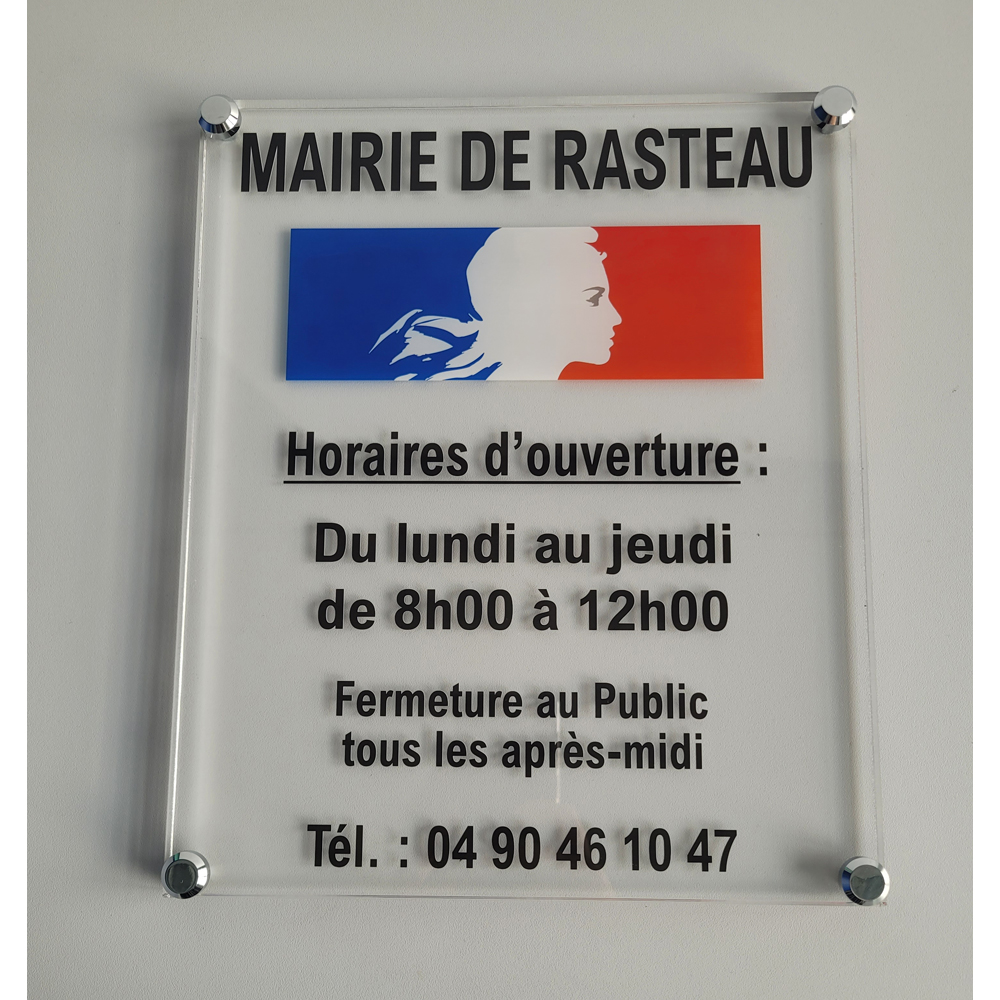 MAIRIE DE RASTEAU
Horaires d’ouverture :
Du lundi au jeudi
de 8h00 à 12h00
Fermeture au Public
tous les après-midi
Tél. : 04 90 46 10 47